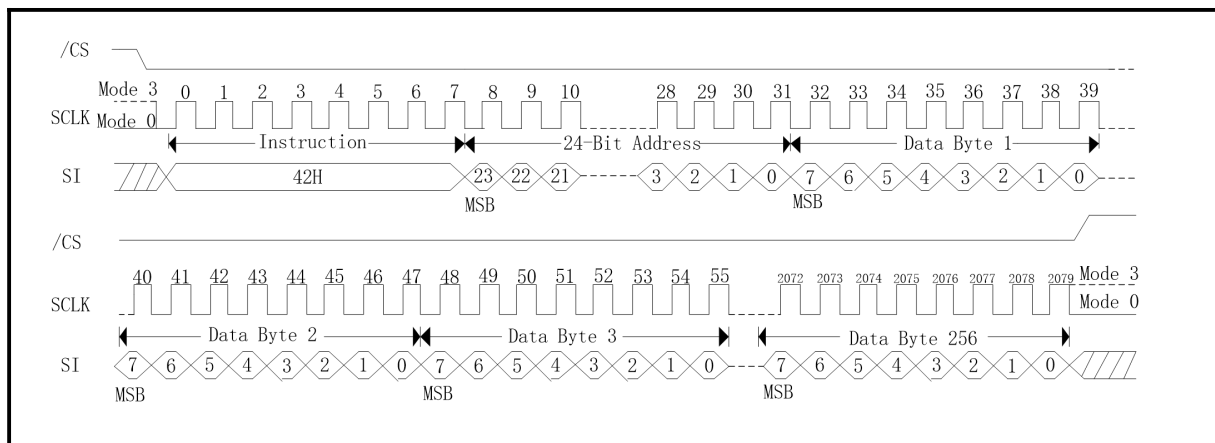 /CS
Mode 3 0 1 2 3 4 5 6 7 8 9 10 28 29 30 31 32 33 34 35 36 37 38 39
SCLK Mode 0
Instruction 24-Bit Address Data Byte 1
SI 42H 23 22 21 3 2 1 0 7 6 5 4 3 2 1 0
MSB MSB
/CS
40 41 42 43 44 45 46 47 48 49 50 51 52 53 54 55 2072 2073 2074 2075 2076 2077 2078 2079 Mode 3
SCLK Mode 0
Data Byte 2 Data Byte 3 Data Byte 256
SI 7 6 5 4 3 2 1 0 7 6 5 4 3 2 1 0 7 6 5 4 3 2 1 0
MSB MSB MSB